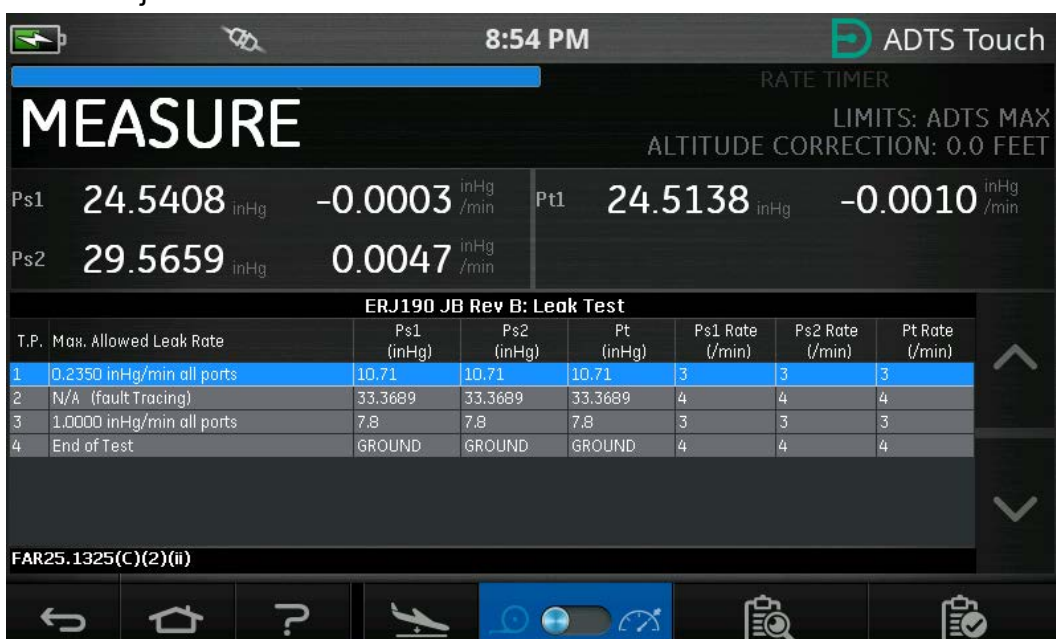 8:54 PM
ADTS Touch
RATE TIMER
MEASURE
LIMITS: ADTS MAX
ALTITUDE CORRECTION: 0.0 FEET
Ps1 24.5408 inHg -0.0003 inHg/min Pt1 24.5138 inHg -0.0010 inHg/min
Ps2 29.5659 inHg 0.0047 inHg/min
ERJ190 JB Rev B: Leak Test
T.P. Max. Allowed Leak Rate Ps1 (inHg) Ps2 (inHg) Pt (inHg) Ps1 Rate (/min) Ps2 Rate (/min) Pt Rate (/min)
1 0.2350 inHg/min all ports 10.71 10.71 10.71 3 3 3
2 N/A (fault Tracing) 33.3689 33.3689 33.3689 4 4 4
3 1.0000 inHg/min all ports 7.8 7.8 7.8 3 3 3
4 End of Test GROUND GROUND GROUND 4 4 4
FAR25.1325(C)(2)(ii)